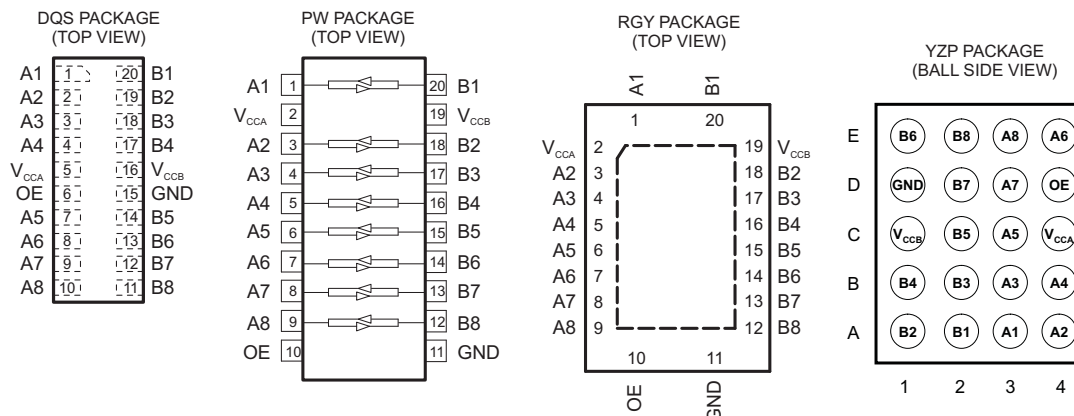 DQS PACKAGE
(TOP VIEW)
A1 1 20 B1
A2 2 19 B2
A3 3 18 B3
A4 4 17 B4
VCCA 5 16 VCCB
OE 6 15 GND
A5 7 14 B5
A6 8 13 B6
A7 9 12 B7
A8 10 11 B8
PW PACKAGE
(TOP VIEW)
A1 1 20 B1
VCCA 2 19 VCCB
A2 3 18 B2
A3 4 17 B3
A4 5 16 B4
A5 6 15 B5
A6 7 14 B6
A7 8 13 B7
A8 9 12 B8
OE 10 11 GND
RGY PACKAGE
(TOP VIEW)
A1 B1
1 20
VCCA 2 19 VCCB
A2 3 18 B2
A3 4 17 B3
A4 5 16 B4
A5 6 15 B5
A6 7 14 B6
A7 8 13 B7
A8 9 12 B8
10 11
OE GND
YZP PACKAGE
(BALL SIDE VIEW)
E B6 B8 A8 A6
D GND B7 A7 OE
C VCCB B5 A5 VCCA
B B4 B3 A3 A4
A B2 B1 A1 A2
1 2 3 4